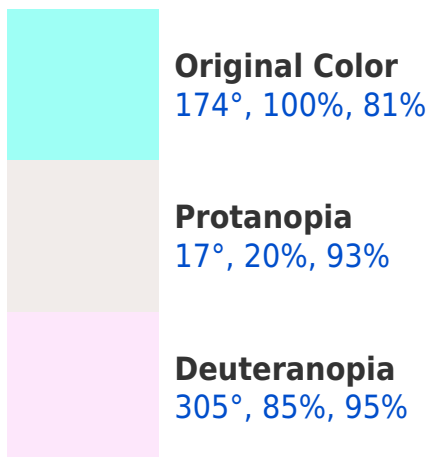 Original Color
174°, 100%, 81%
Protanopia
17°, 20%, 93%
Deuteranopia
305°, 85%, 95%